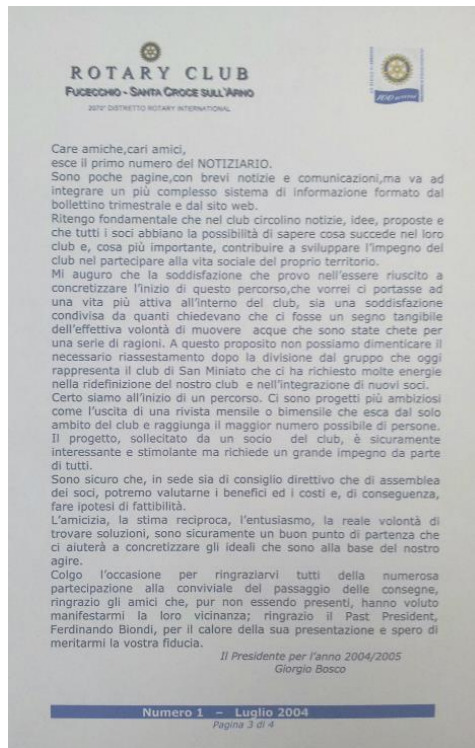 ROTARY CLUB
FUCECCHIO - SANTA CROCE SULL'ARNO
2070° DISTRETTO ROTARY INTERNATIONAL
Care amiche,cari amici,
esce il primo numero del NOTIZIARIO.
Sono poche pagine,con brevi notizie e comunicazioni,ma va ad
integrare un più complesso sistema di informazione formato dal
bollettino trimestrale e dal sito web.
Ritengo fondamentale che nel club circolino notizie, idee, proposte e
che tutti i soci abbiano la possibilità di sapere cosa succede nel loro
club e, cosa più importante, contribuire a sviluppare l'impegno del
club nel partecipare alla vita sociale del proprio territorio.
Mi auguro che la soddisfazione che provo nell'essere riuscito a
concretizzare l'inizio di questo percorso,che vorrei ci portasse ad
una vita più attiva all'interno del club, sia una soddisfazione
condivisa da quanti chiedevano che ci fosse un segno tangibile
dell'effettiva volontà di muovere acque che sono state chete per
una serie di ragioni. A questo proposito non possiamo dimenticare il
necessario riassestamento dopo la divisione dal gruppo che oggi
rappresenta il club di San Miniato che ci ha richiesto molte energie
nella ridefinizione del nostro club e nell'integrazione di nuovi soci.
Certo siamo all'inizo di un percorso. Ci sono progetti più ambiziosi
come l'uscita di una rivista mensile o bimensile che esca dal solo
ambito del club e raggiunga il maggior numero possibile di persone.
Il progetto, sollecitato da un socio del club, è sicuramente
interessante e stimolante ma richiede un grande impegno da parte
di tutti.
Sono sicuro che, in sede sia di consiglio direttivo che di assemblea
dei soci, potremo valutarne i benefici ed i costi e, di conseguenza,
fare ipotesi di fattibilità.
L'amicizia, la stima reciproca, l'entusiasmo, la reale volontà di
trovare soluzioni, sono sicuramente un buon punto di partenza che
ci aiuterà a concretizzare gli ideali che sono alla base del nostro
agire.
Colgo l'occasione per ringraziarvi tutti della numerosa
partecipazione alla conviviale del passaggio delle consegne,
ringrazio gli amici che, pur non essendo presenti, hanno voluto
manifestarmi la loro vicinanza; ringrazio il Past President,
Ferdinando Biondi, per il calore della sua presentazione e spero di
meritarmi la vostra fiducia.
Il Presidente per l'anno 2004/2005
Giorgio Bosco
Numero 1 – Luglio 2004
Pagina 3 di 4